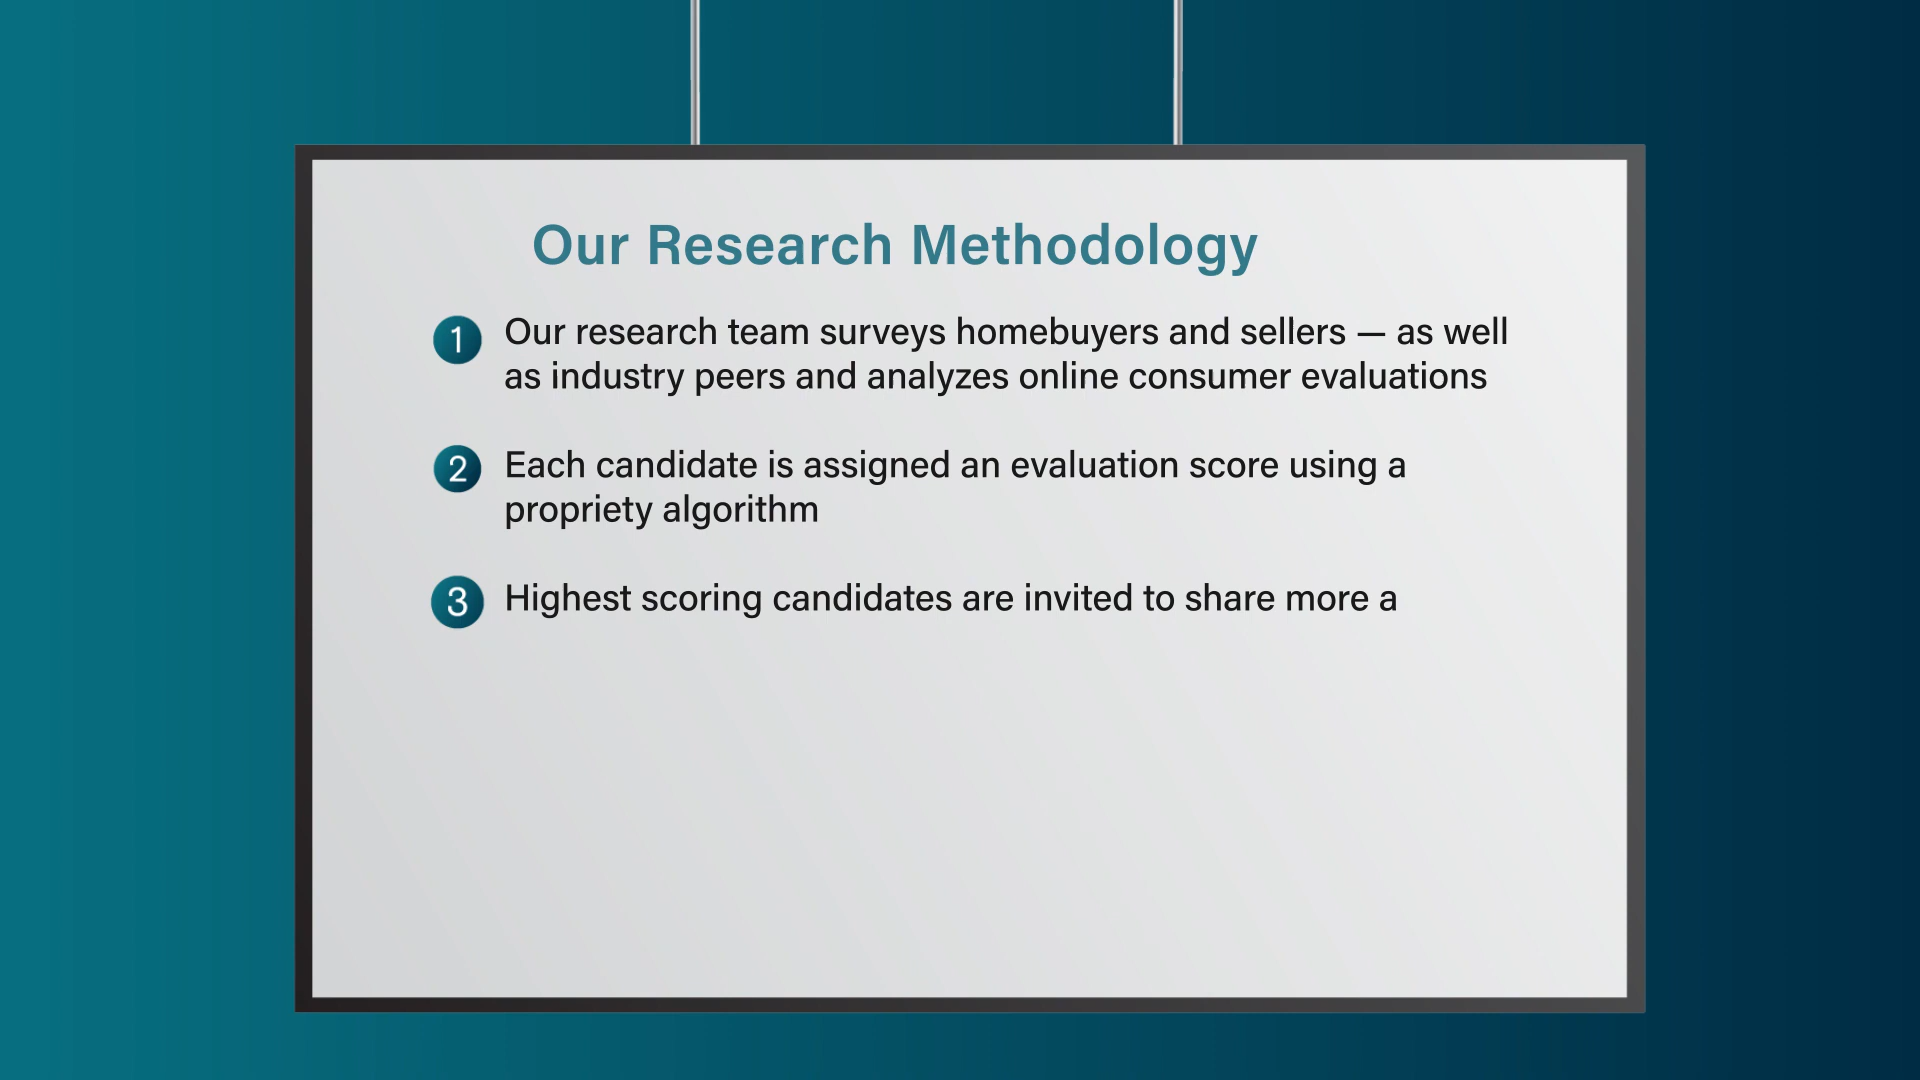 Our Research Methodology
1 Our research team surveys homebuyers and sellers — as well
as industry peers and analyzes online consumer evaluations
2 Each candidate is assigned an evaluation score using a
propriety algorithm
3 Highest scoring candidates are invited to share more a